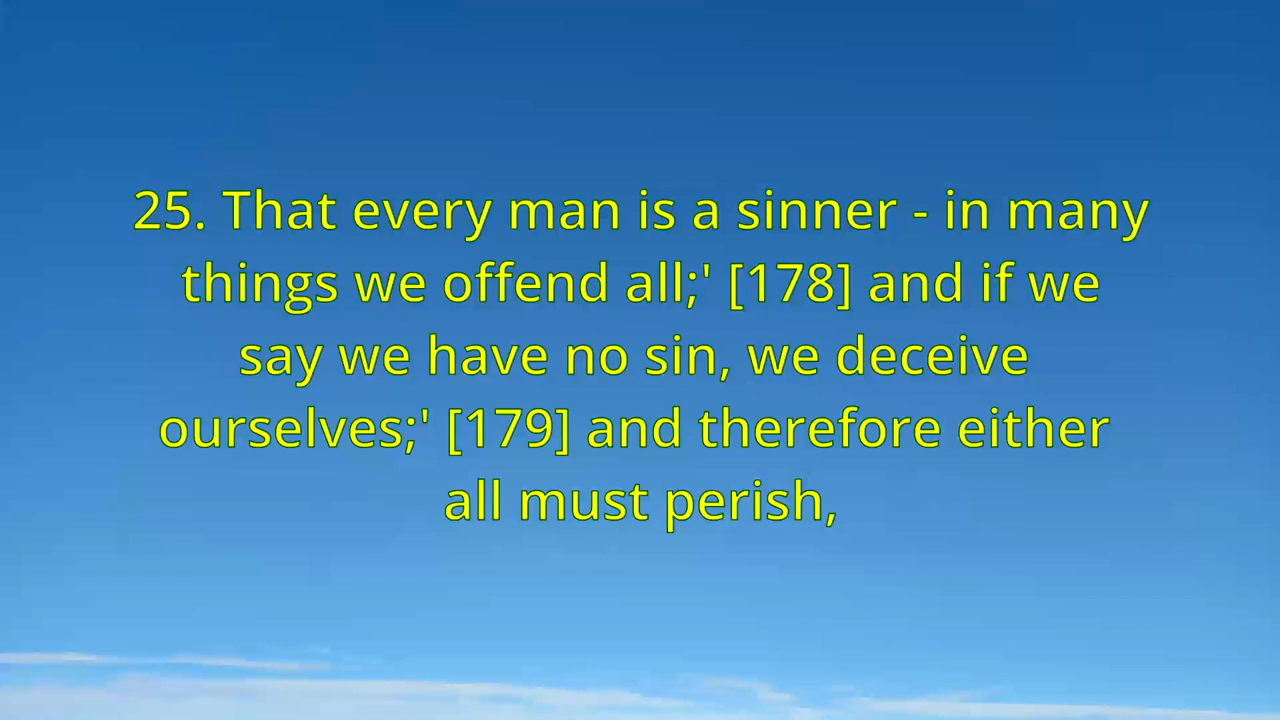 25. That every man is a sinner - in many
things we offend all;' [178] and if we
say we have no sin, we deceive
ourselves;' [179] and therefore either
all must perish,